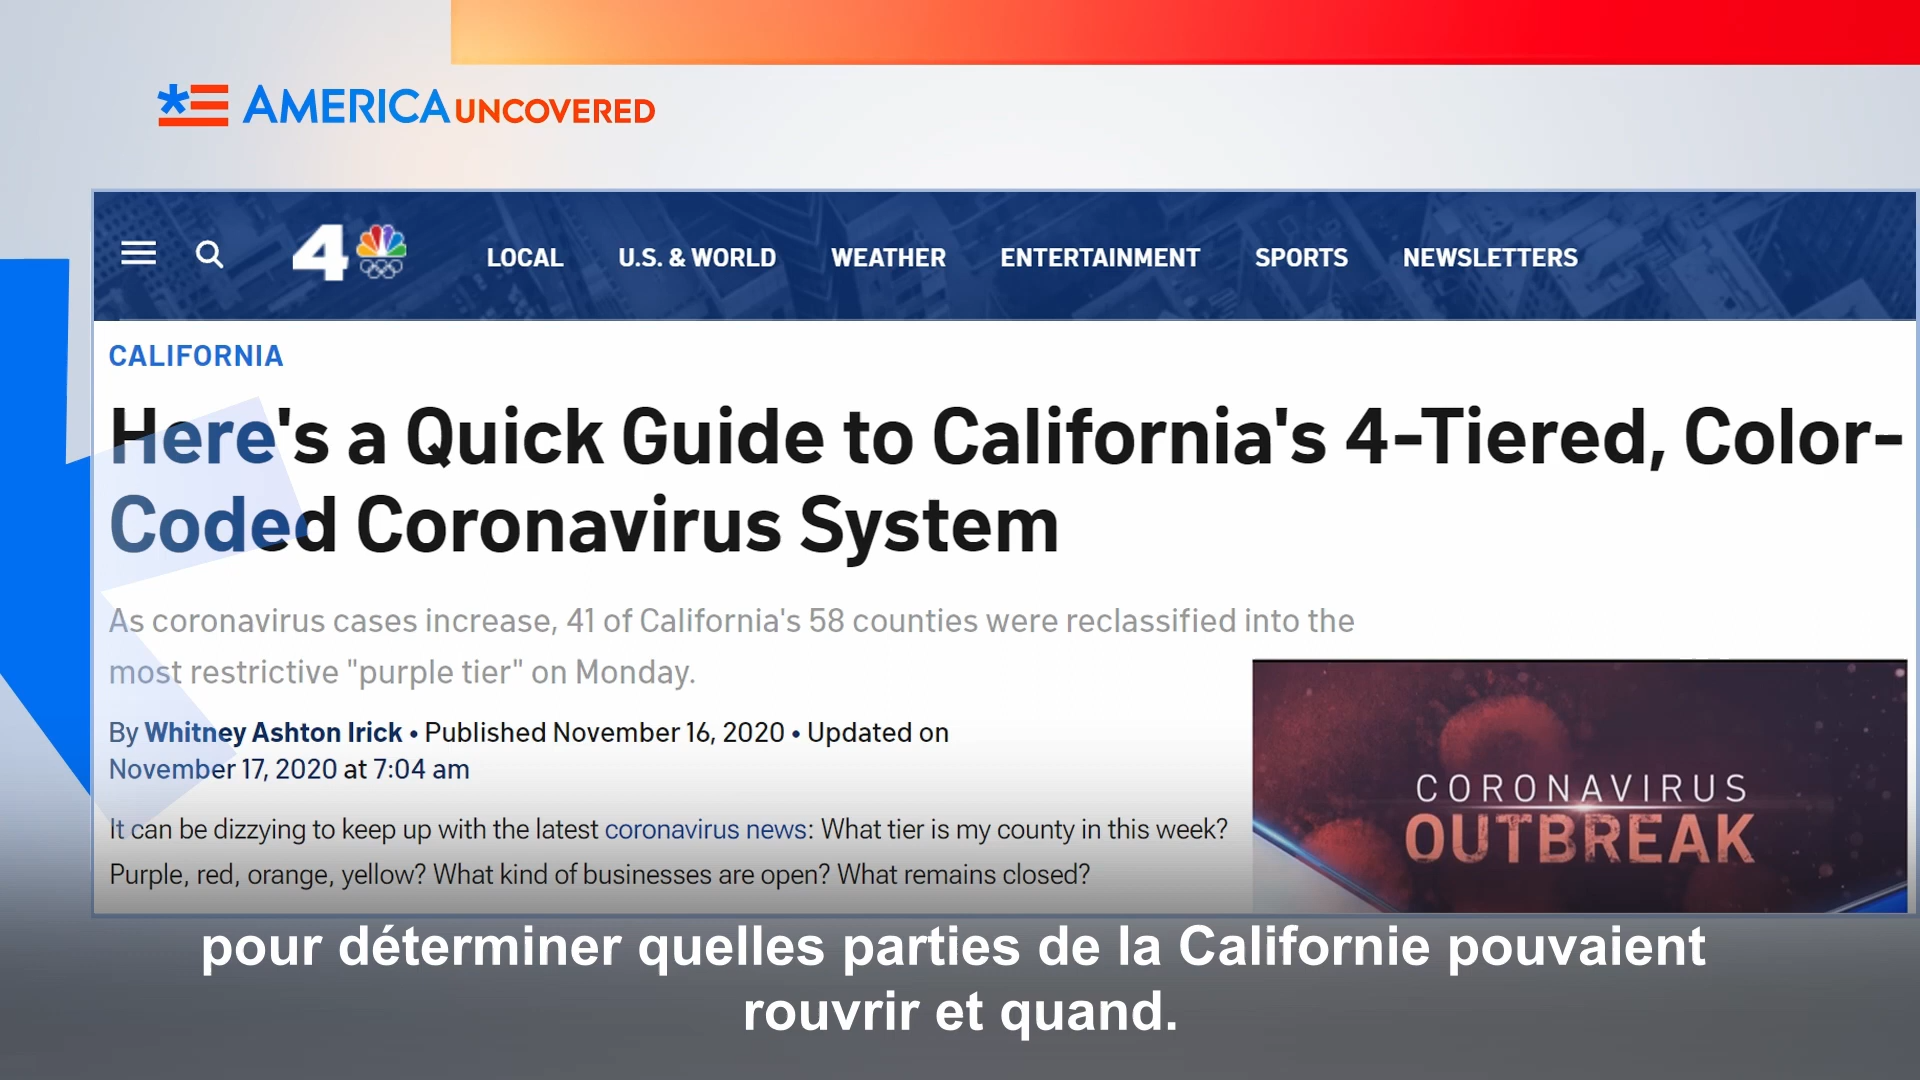 AMERICA UNCOVERED
4
LOCAL U.S. & WORLD WEATHER ENTERTAINMENT SPORTS NEWSLETTERS
CALIFORNIA
Here's a Quick Guide to California's 4-Tiered, Color-
Coded Coronavirus System
As coronavirus cases increase, 41 of California's 58 counties were reclassified into the
most restrictive "purple tier" on Monday.
By Whitney Ashton Irick • Published November 16, 2020 • Updated on
November 17, 2020 at 7:04 am
It can be dizzying to keep up with the latest coronavirus news: What tier is my county in this week?
Purple, red, orange, yellow? What kind of businesses are open? What remains closed?
CORONAVIRUS
OUTBREAK
pour déterminer quelles parties de la Californie pouvaient
rouvrir et quand.